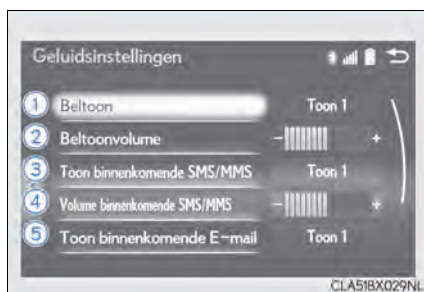 Geluidsinstellingen
1 Beltoon Toon 1
2 Beltoonvolume - +
3 Toon binnenkomende SMS/MMS Toon 1
4 Volume binnenkomende SMS/MMS - +
5 Toon binnenkomende E-mail Toon 1
CLA51BX029NL